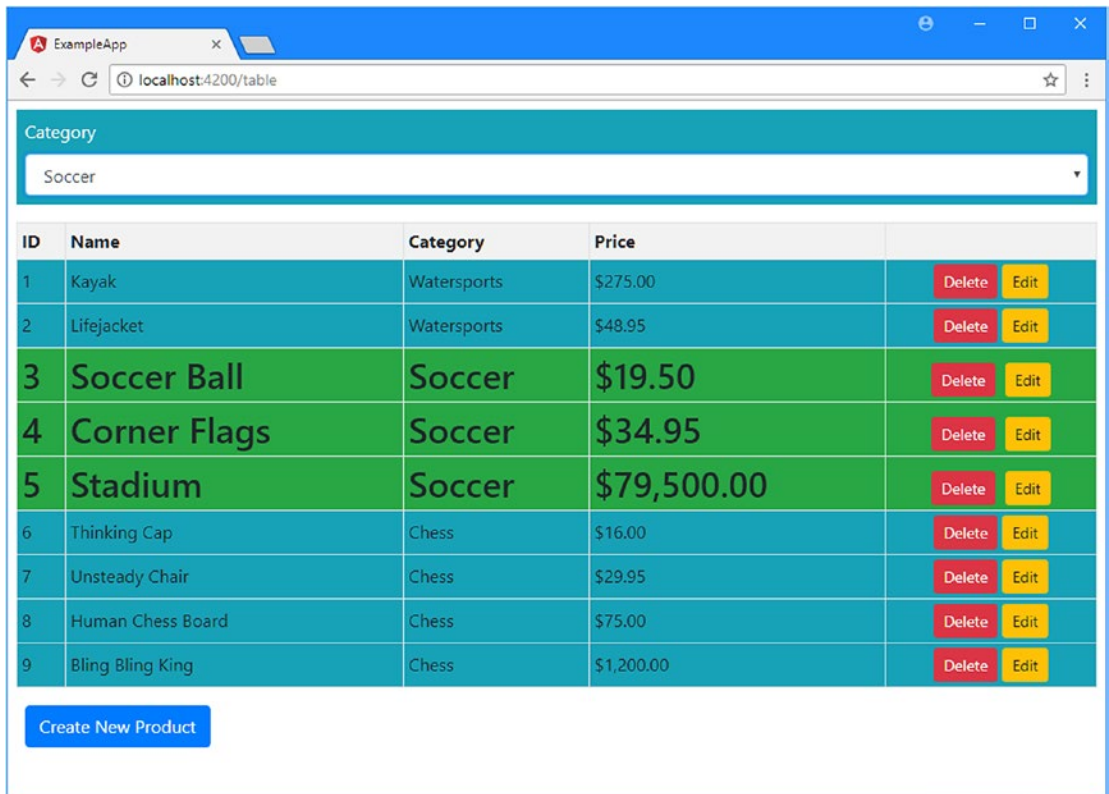 ExampleApp
localhost:4200/table
Category
Soccer
ID Name Category Price
1 Kayak Watersports $275.00 Delete Edit
2 Lifejacket Watersports $48.95 Delete Edit
3 Soccer Ball Soccer $19.50 Delete Edit
4 Corner Flags Soccer $34.95 Delete Edit
5 Stadium Soccer $79,500.00 Delete Edit
6 Thinking Cap Chess $16.00 Delete Edit
7 Unsteady Chair Chess $29.95 Delete Edit
8 Human Chess Board Chess $75.00 Delete Edit
9 Bling Bling King Chess $1,200.00 Delete Edit
Create New Product